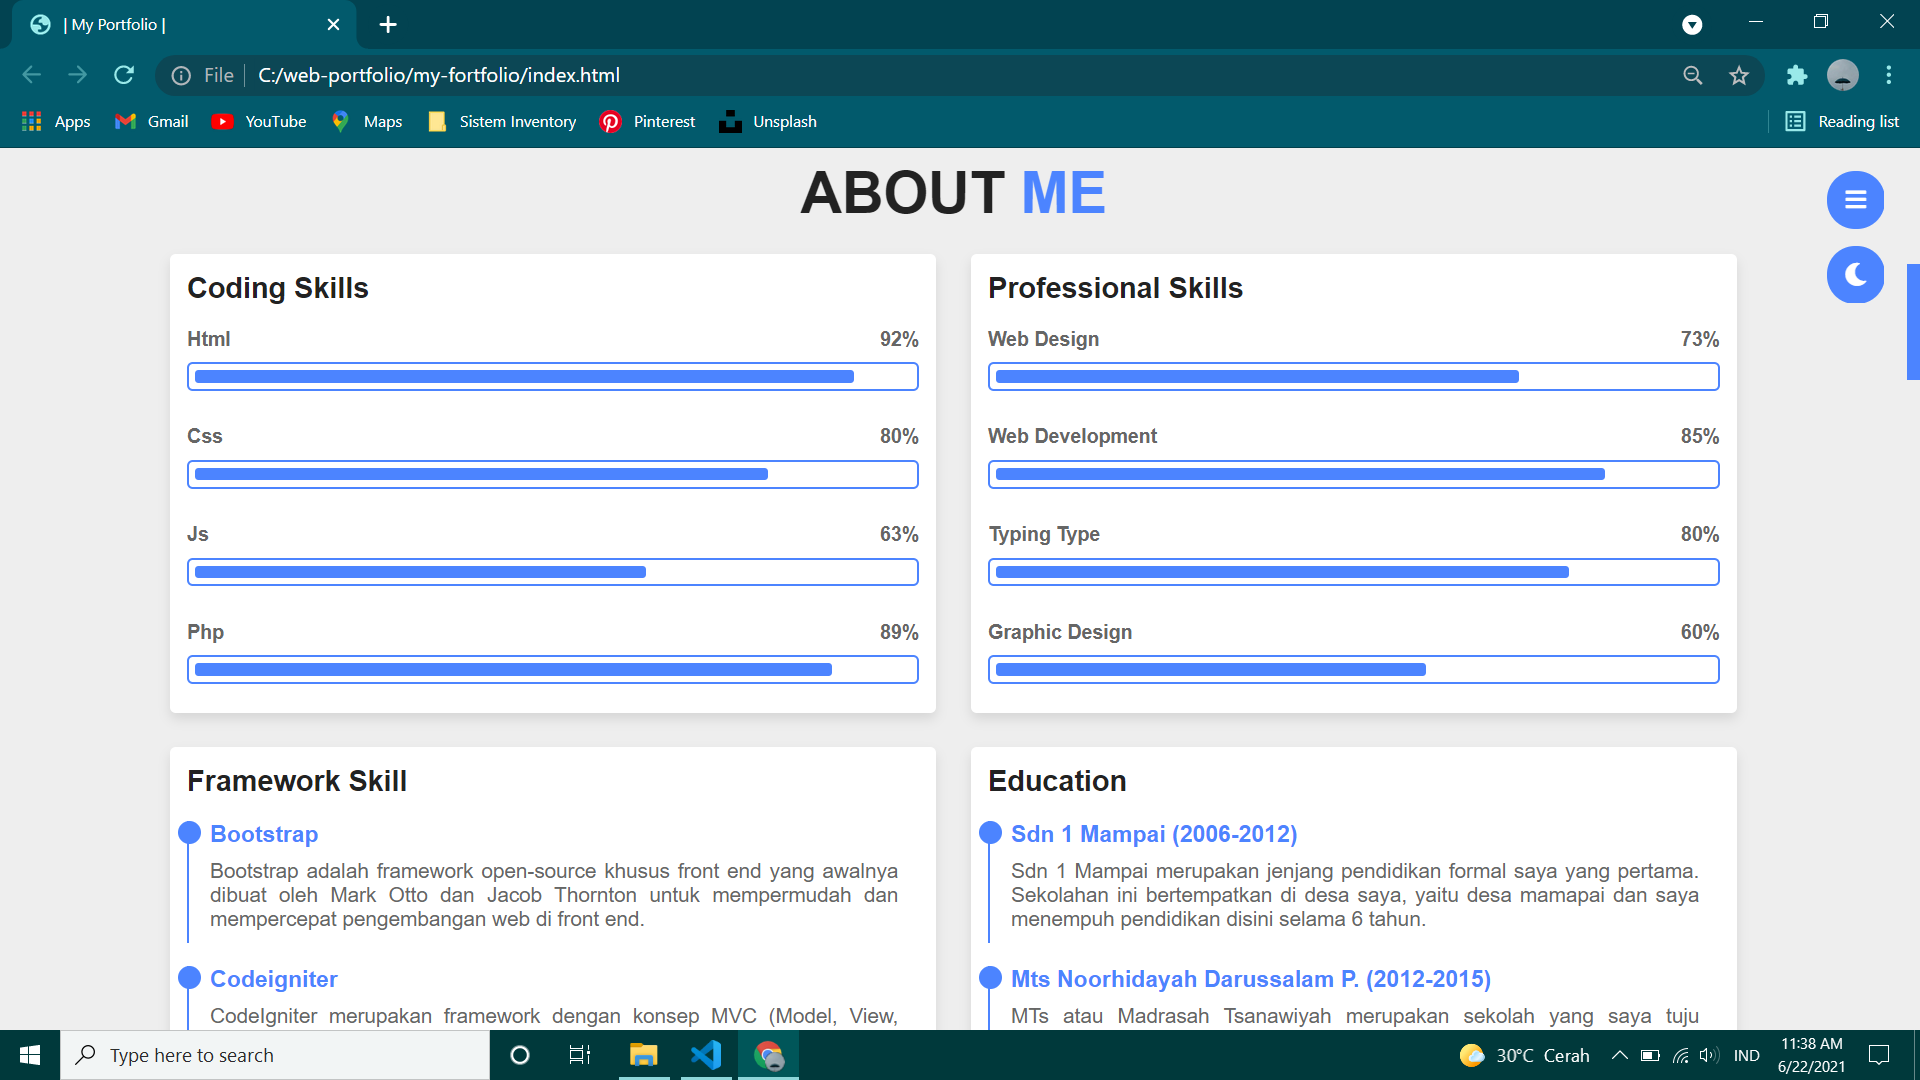 | My Portfolio |
File C:/web-portfolio/my-fortfolio/index.html
Apps Gmail YouTube Maps Sistem Inventory Pinterest Unsplash Reading list
ABOUT ME
Coding Skills
Html 92%
Css 80%
Js 63%
Php 89%
Professional Skills
Web Design 73%
Web Development 85%
Typing Type 80%
Graphic Design 60%
Framework Skill
Bootstrap
Bootstrap adalah framework open-source khusus front end yang awalnya
dibuat oleh Mark Otto dan Jacob Thornton untuk mempermudah dan
mempercepat pengembangan web di front end.
Codeigniter
CodeIgniter merupakan framework dengan konsep MVC (Model, View,
Education
Sdn 1 Mampai (2006-2012)
Sdn 1 Mampai merupakan jenjang pendidikan formal saya yang pertama.
Sekolahan ini bertempatkan di desa saya, yaitu desa mamapai dan saya
menempuh pendidikan disini selama 6 tahun.
Mts Noorhidayah Darussalam P. (2012-2015)
MTs atau Madrasah Tsanawiyah merupakan sekolah yang saya tuju
Type here to search
30°C Cerah
IND
11:38 AM
6/22/2021